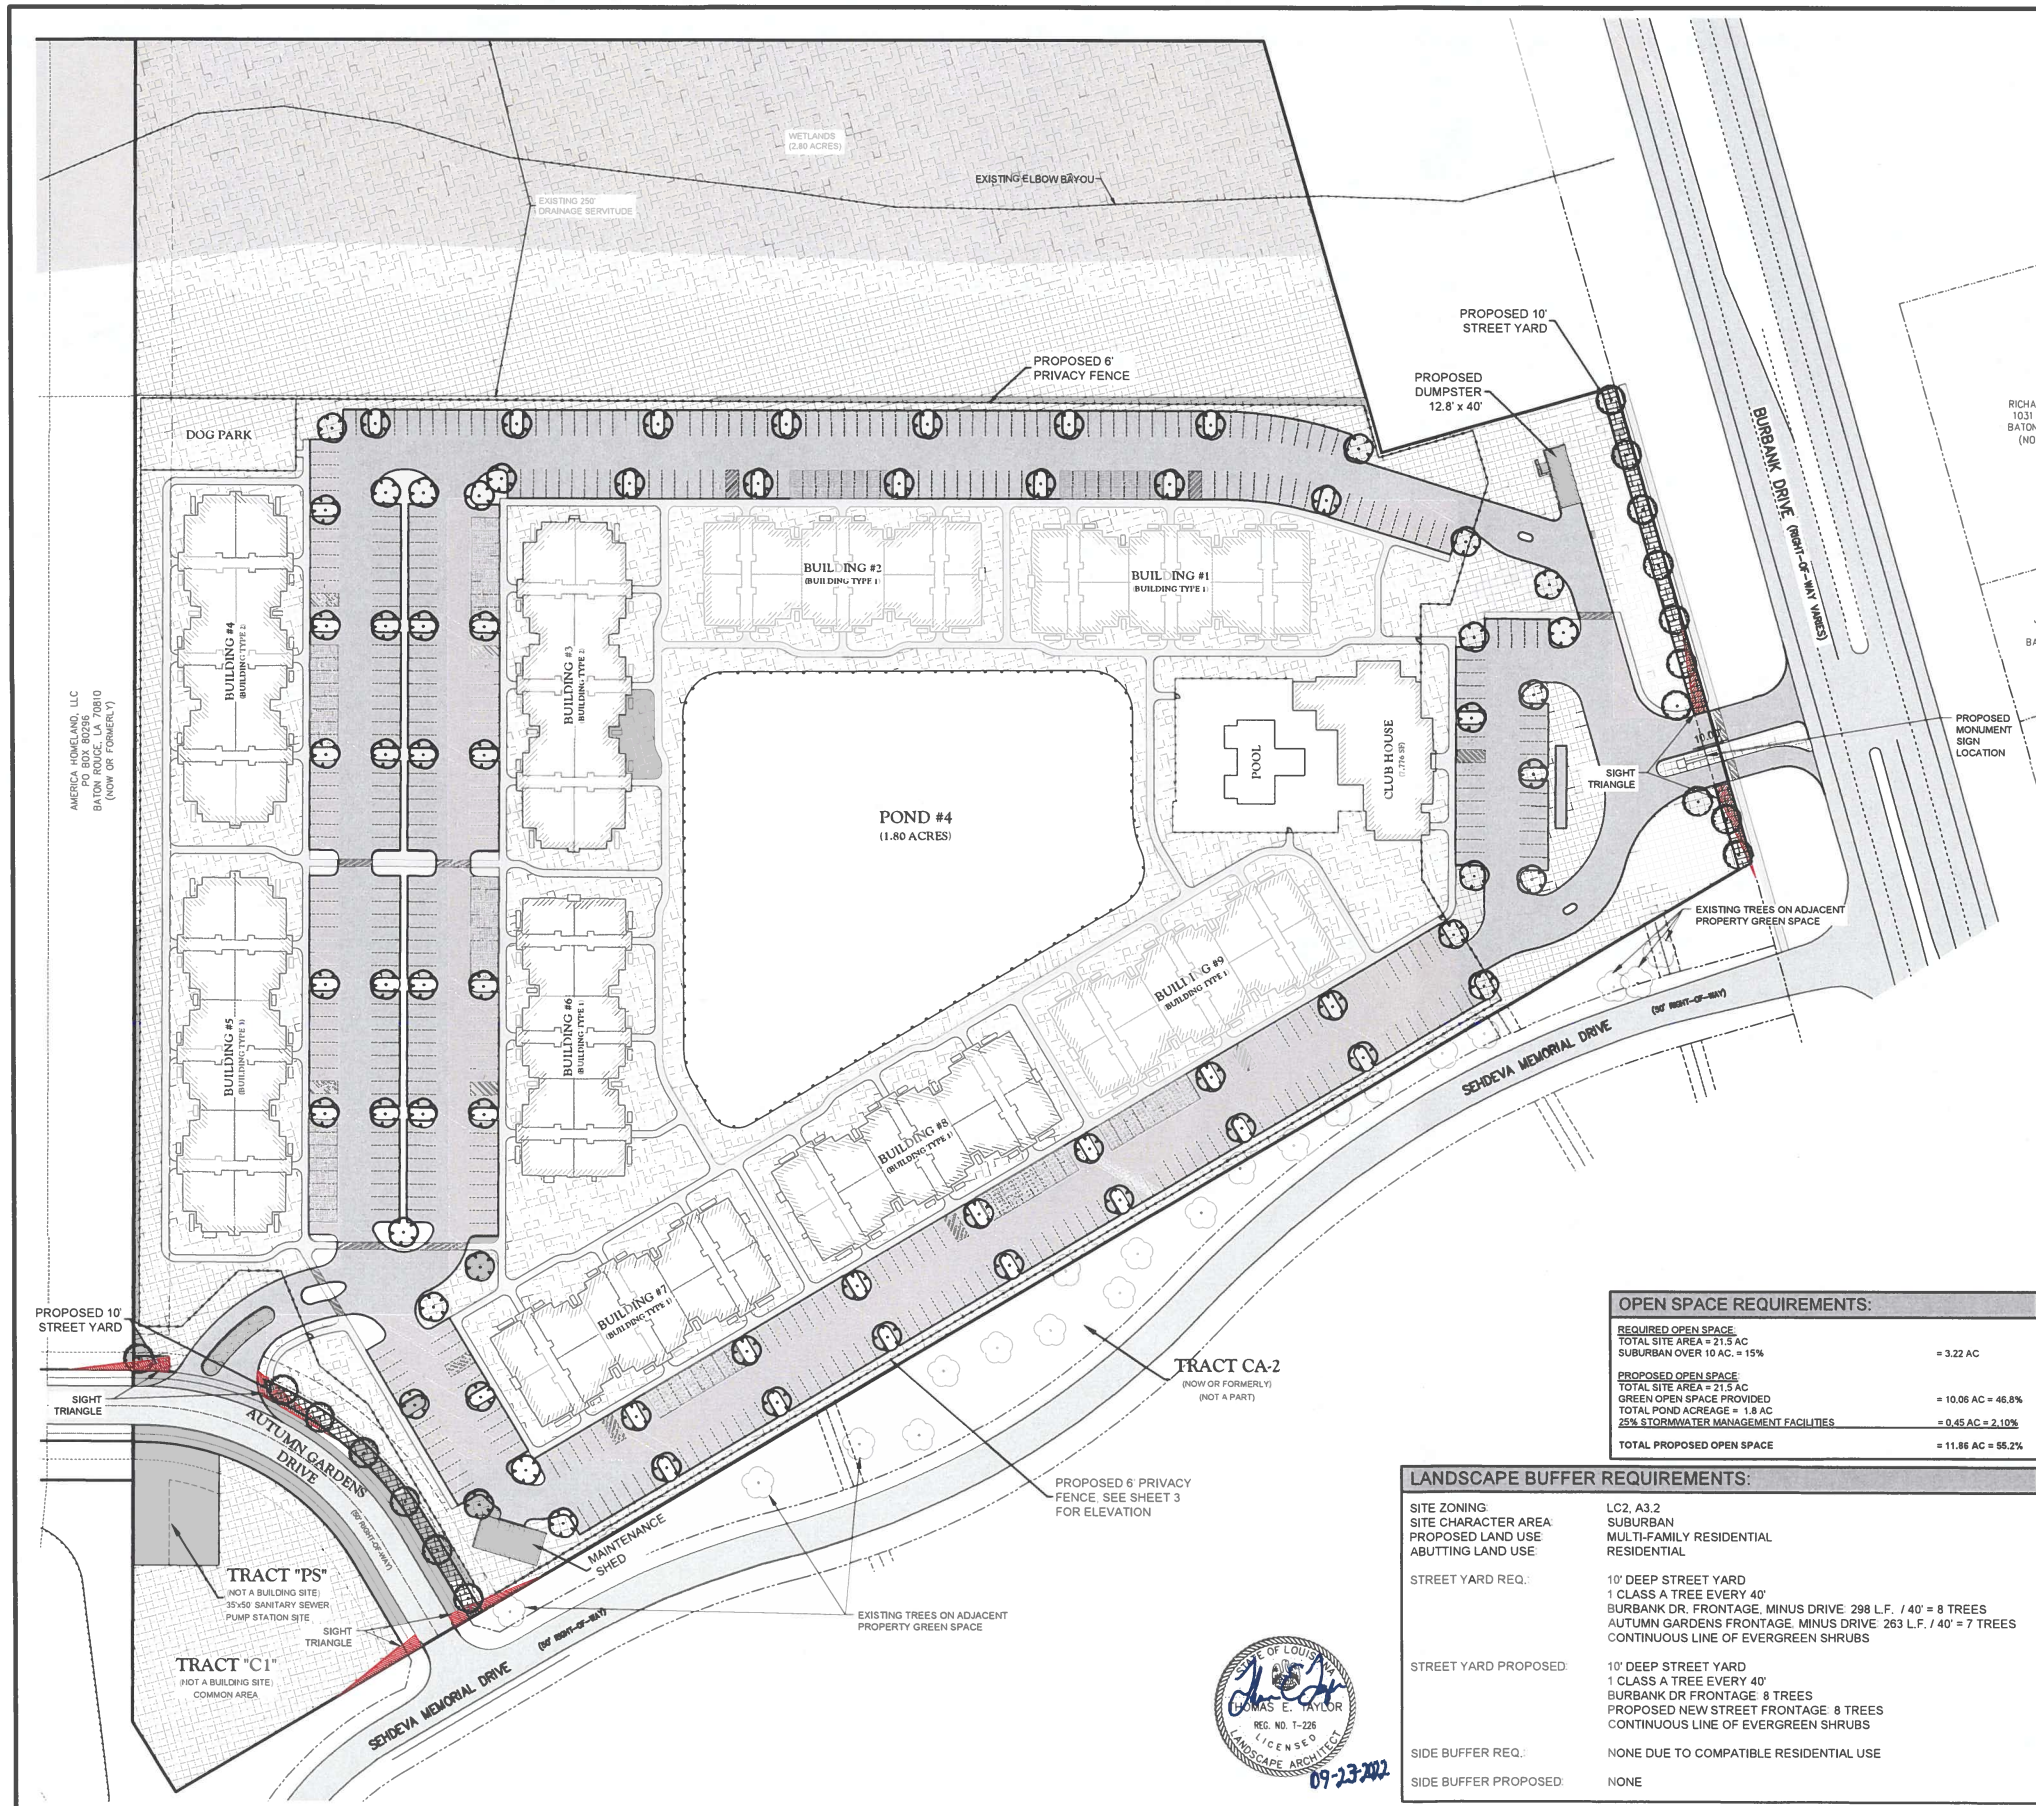 WETLANDS
(2.80 ACRES)
EXISTING ELBOW BAYOU
EXISTING 250'
DRAINAGE SERVITUDE
PROPOSED 10'
STREET YARD
PROPOSED 6'
PRIVACY FENCE
PROPOSED
DUMPSTER
12.8' x 40'
BURBANK DRIVE (RIGHT-OF-WAY VARIES)
RICHA
1031
BATON
(NO
BA
DOG PARK
BUILDING #4
(BUILDING TYPE 2)
BUILDING #3
(BUILDING TYPE 2)
BUILDING #2
(BUILDING TYPE 1)
BUILDING #1
(BUILDING TYPE 1)
AMERICA HOMELAND, LLC
PO BOX 80296
BATON ROUGE, LA 70810
(NOW OR FORMERLY)
POOL
CLUB HOUSE
POND #4
(1.80 ACRES)
PROPOSED
MONUMENT
SIGN
LOCATION
SIGHT
TRIANGLE
EXISTING TREES ON ADJACENT
PROPERTY GREEN SPACE
BUILDING #5
BUILDING #6
(BUILDING TYPE 1)
BUILDING #9
(BUILDING TYPE 1)
BUILDING #8
(BUILDING TYPE 1)
BUILDING #7
(BUILDING TYPE 1)
SEHDEVA MEMORIAL DRIVE
PROPOSED 10'
STREET YARD
SIGHT
TRIANGLE
AUTUMN GARDENS
DRIVE
(50' RIGHT-OF-WAY)
TRACT CA-2
(NOW OR FORMERLY)
(NOT A PART)
PROPOSED 6' PRIVACY
FENCE, SEE SHEET 3
FOR ELEVATION
MAINTENANCE
SHED
TRACT "PS"
(NOT A BUILDING SITE)
35'x50' SANITARY SEWER
PUMP STATION SITE
SIGHT
TRIANGLE
TRACT "C1"
(NOT A BUILDING SITE)
COMMON AREA
EXISTING TREES ON ADJACENT
PROPERTY GREEN SPACE
SEHDEVA MEMORIAL DRIVE
STATE OF LOUISIANA
THOMAS E. TAYLOR
REG. NO. T-226
LICENSED
LANDSCAPE ARCHITECT
09-23-2022
OPEN SPACE REQUIREMENTS:
REQUIRED OPEN SPACE:
TOTAL SITE AREA = 21.5 AC
SUBURBAN OVER 10 AC. = 15% = 3.22 AC
PROPOSED OPEN SPACE:
TOTAL SITE AREA = 21.5 AC
GREEN OPEN SPACE PROVIDED = 10.06 AC = 46.8%
TOTAL POND ACREAGE = 1.8 AC
25% STORMWATER MANAGEMENT FACILITIES = 0.45 AC = 2.10%
TOTAL PROPOSED OPEN SPACE = 11.86 AC = 55.2%
LANDSCAPE BUFFER REQUIREMENTS:
SITE ZONING: LC2, A3.2
SITE CHARACTER AREA: SUBURBAN
PROPOSED LAND USE: MULTI-FAMILY RESIDENTIAL
ABUTTING LAND USE: RESIDENTIAL
STREET YARD REQ.: 10' DEEP STREET YARD
1 CLASS A TREE EVERY 40'
BURBANK DR. FRONTAGE, MINUS DRIVE: 298 L.F. / 40' = 8 TREES
AUTUMN GARDENS FRONTAGE, MINUS DRIVE: 263 L.F. / 40' = 7 TREES
CONTINUOUS LINE OF EVERGREEN SHRUBS
STREET YARD PROPOSED: 10' DEEP STREET YARD
1 CLASS A TREE EVERY 40'
BURBANK DR FRONTAGE: 8 TREES
PROPOSED NEW STREET FRONTAGE: 8 TREES
CONTINUOUS LINE OF EVERGREEN SHRUBS
SIDE BUFFER REQ.: NONE DUE TO COMPATIBLE RESIDENTIAL USE
SIDE BUFFER PROPOSED: NONE